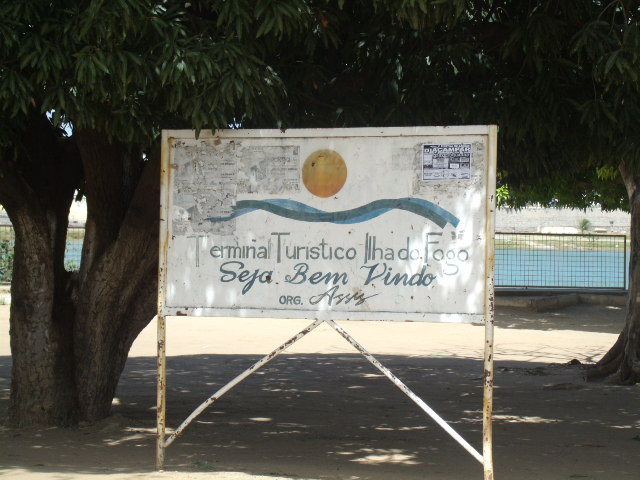 Terminal Turistico Ilha do Fogo
Seja Bem Vindo
ORG. Assis